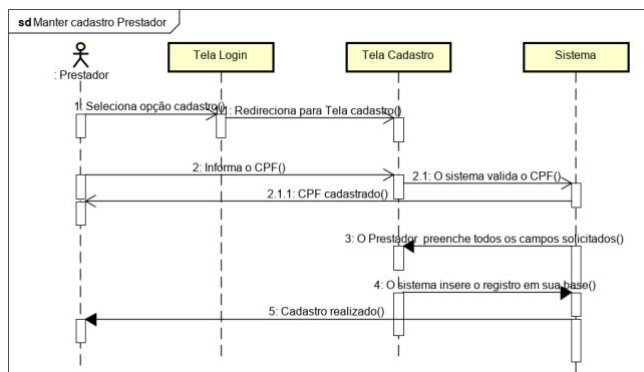 sd Manter cadastro Prestador
: Prestador
Tela Login
Tela Cadastro
Sistema
1: Seleciona opção cadastro()
1.1: Redireciona para Tela cadastro()
2: Informa o CPF()
2.1: O sistema valida o CPF()
2.1.1: CPF cadastrado()
3: O Prestador preenche todos os campos solicitados()
4: O sistema insere o registro em sua base()
5: Cadastro realizado()